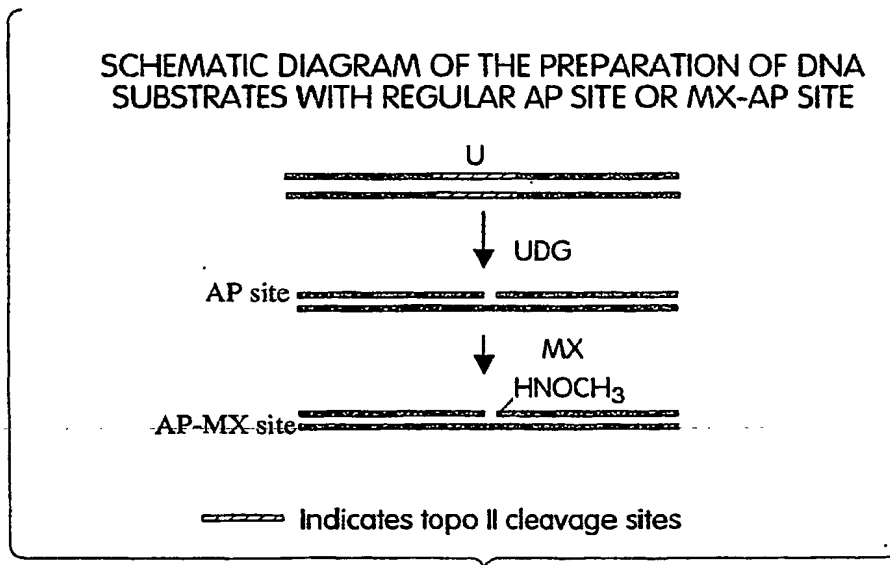 SCHEMATIC DIAGRAM OF THE PREPARATION OF DNA
SUBSTRATES WITH REGULAR AP SITE OR MX-AP SITE
U
UDG
AP site
MX
HNOCH3
AP-MX site
Indicates topo II cleavage sites